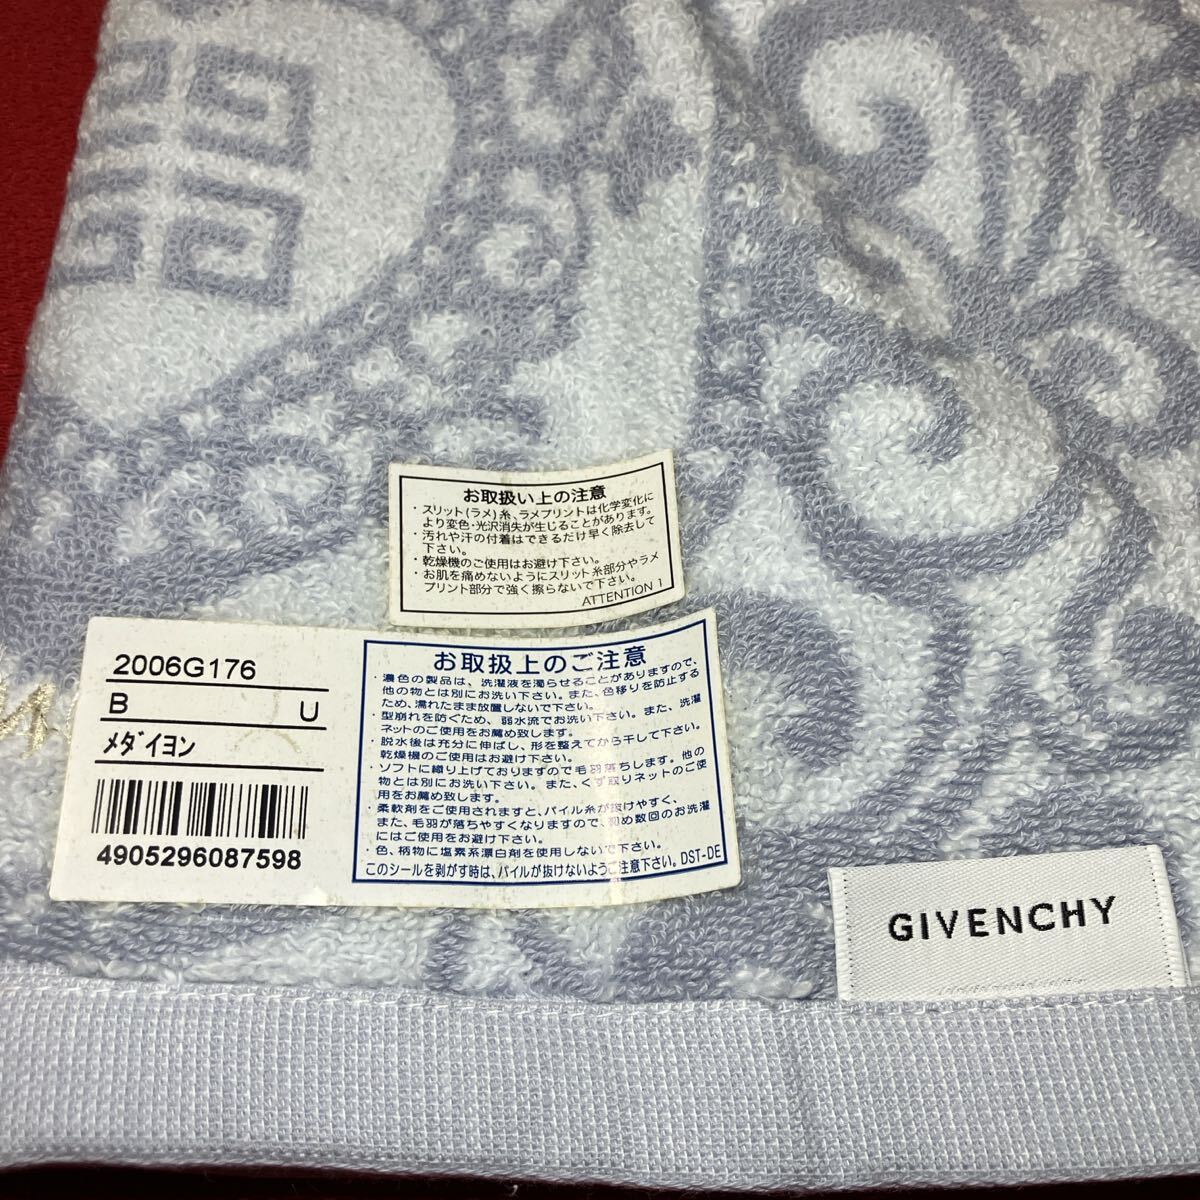 お取扱い上の注意
・スリット(ラメ)糸、ラメプリントは化学変化に
より変色・光沢消失が生じることがあります。
・汚れや汗の付着はできるだけ早く除去して
下さい。
・乾燥機のご使用はお避け下さい。
・お肌を痛めないようにスリット糸部分やラメ
プリント部分で強く擦らないで下さい。
ATTENTION 1
2006G176
B U
ﾒﾀﾞｲﾖﾝ
4905296087598
お取扱上のご注意
・濃色の製品は、洗濯液を濁らせることがありますので、
他の物とは別にお洗い下さい。また、色移りを防止する
ため、濡れたまま放置しないで下さい。
・型崩れを防ぐため、弱水流でお洗い下さい。また、洗濯
ネットのご使用をお薦め致します。
・脱水後は充分に伸ばし、形を整えてから干して下さい。
乾燥機のご使用はお避け下さい。
・ソフトに織り上げておりますので毛羽落ちします。他の
物とは別にお洗い下さい。また、くず取りネットのご使
用をお薦め致します。
・柔軟剤をご使用されますと、パイル糸が抜けやすく、
また、毛羽が落ちやすくなりますので、初め数回のお洗濯
にはご使用をお避け下さい。
・色、柄物に塩素系漂白剤を使用しないで下さい。
このシールを剥がす時は、パイルが抜けないようご注意下さい。DST-DE
GIVENCHY